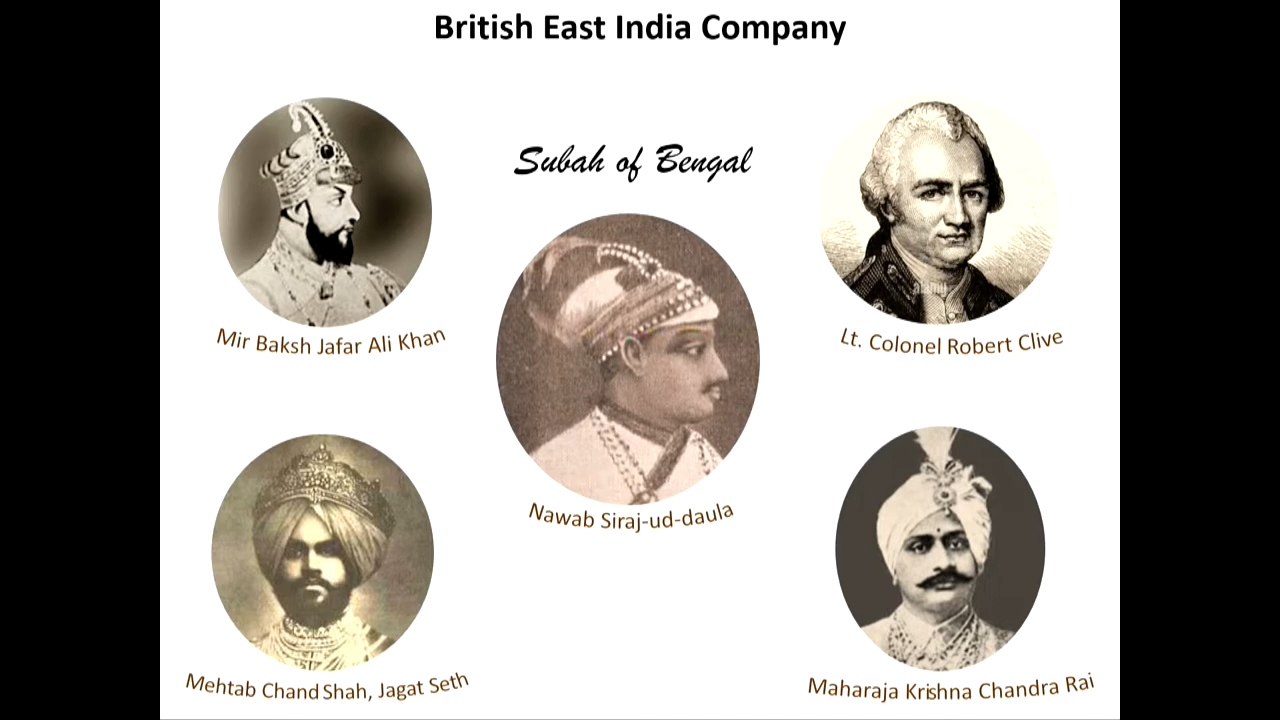 British East India Company
Subah of Bengal
Mir Baksh Jafar Ali Khan
Lt. Colonel Robert Clive
Nawab Siraj-ud-daula
Mehtab Chand Shah, Jagat Seth
Maharaja Krishna Chandra Rai
alamy